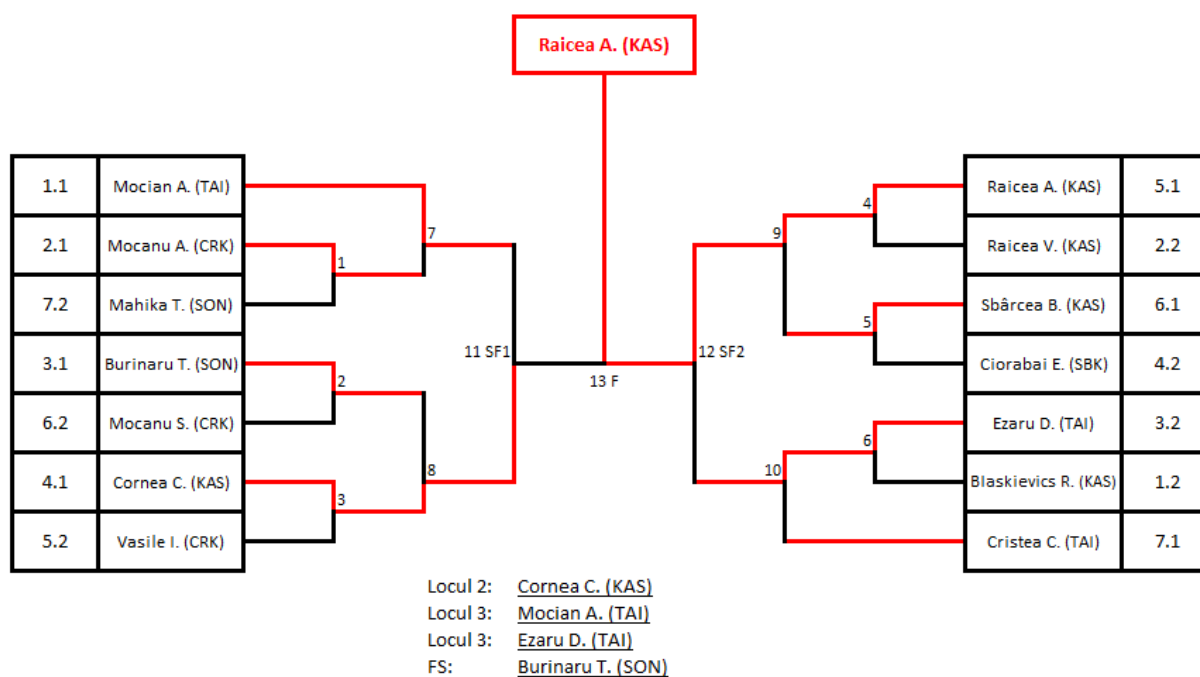 Raicea A. (KAS)
1.1 Mocian A. (TAI)
2.1 Mocanu A. (CRK)
7.2 Mahika T. (SON)
3.1 Burinaru T. (SON)
6.2 Mocanu S. (CRK)
4.1 Cornea C. (KAS)
5.2 Vasile I. (CRK)
7
1
2
8
3
11 SF1
13 F
12 SF2
9
4
5
6
10
Raicea A. (KAS) 5.1
Raicea V. (KAS) 2.2
Sbârcea B. (KAS) 6.1
Ciorabai E. (SBK) 4.2
Ezaru D. (TAI) 3.2
Blaskievics R. (KAS) 1.2
Cristea C. (TAI) 7.1
Locul 2: Cornea C. (KAS)
Locul 3: Mocian A. (TAI)
Locul 3: Ezaru D. (TAI)
FS: Burinaru T. (SON)